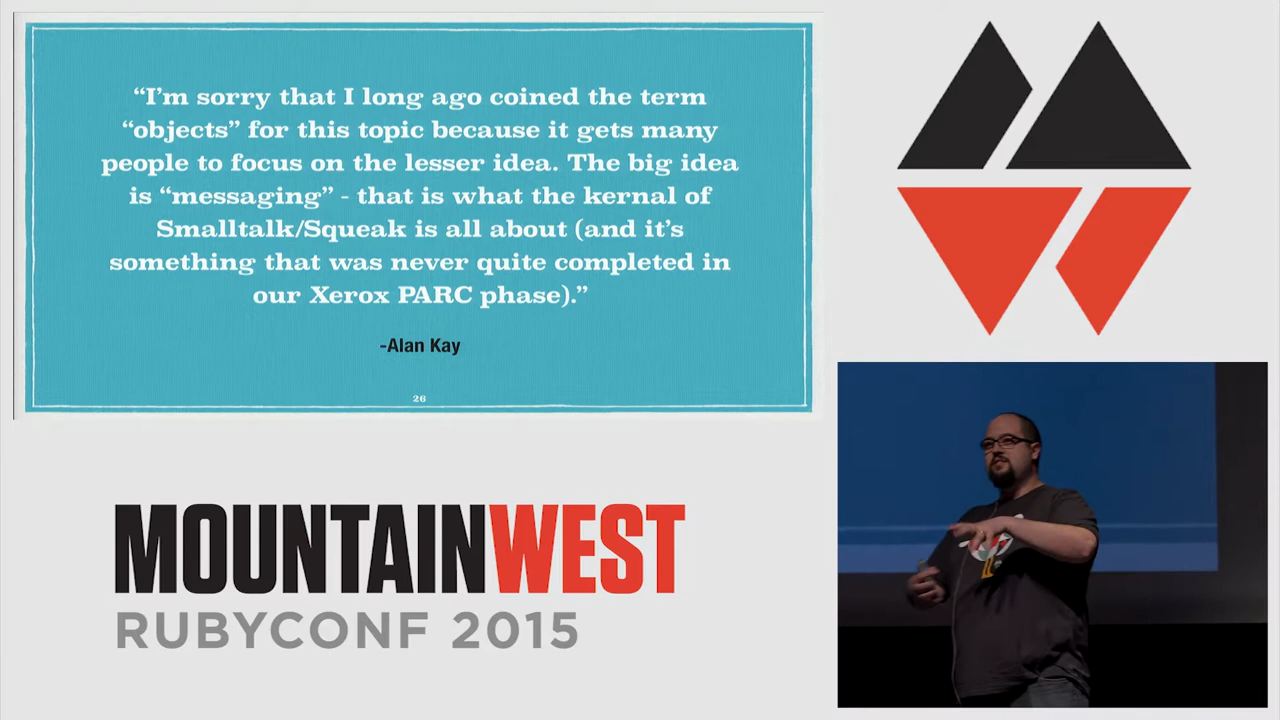 “I’m sorry that I long ago coined the term
“objects” for this topic because it gets many
people to focus on the lesser idea. The big idea
is “messaging” - that is what the kernal of
Smalltalk/Squeak is all about (and it’s
something that was never quite completed in
our Xerox PARC phase).”
-Alan Kay
26
MOUNTAINWEST
RUBYCONF 2015